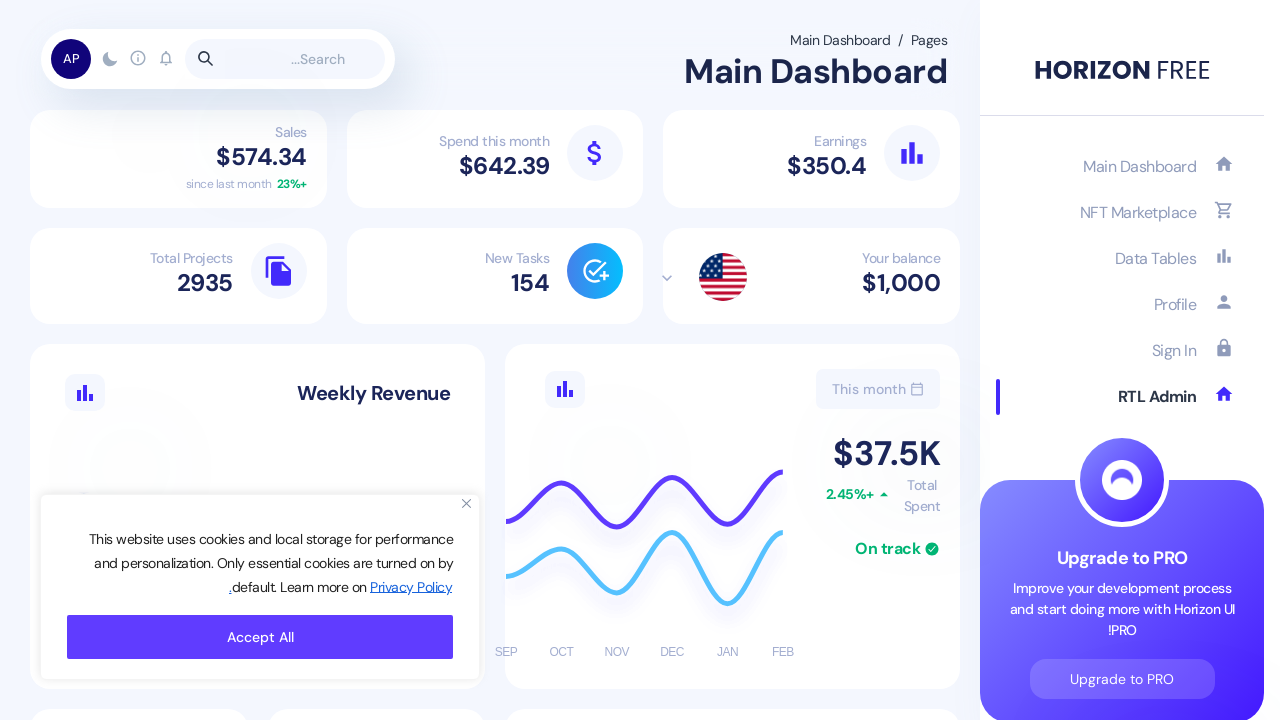 Main Dashboard / Pages
Main Dashboard
AP
Search...
HORIZON FREE
Main Dashboard
NFT Marketplace
Data Tables
Profile
Sign In
RTL Admin
Upgrade to PRO
Improve your development process
and start doing more with Horizon UI
!PRO
Upgrade to PRO
Earnings
$350.4
Spend this month
$642.39
Sales
$574.34
since last month 23%+
Your balance
$1,000
New Tasks
154
Total Projects
2935
This month
$37.5K
Total
Spent
2.45%+
On track
SEP OCT NOV DEC JAN FEB
Weekly Revenue
This website uses cookies and local storage for performance
and personalization. Only essential cookies are turned on by
.default. Learn more on Privacy Policy
Accept All